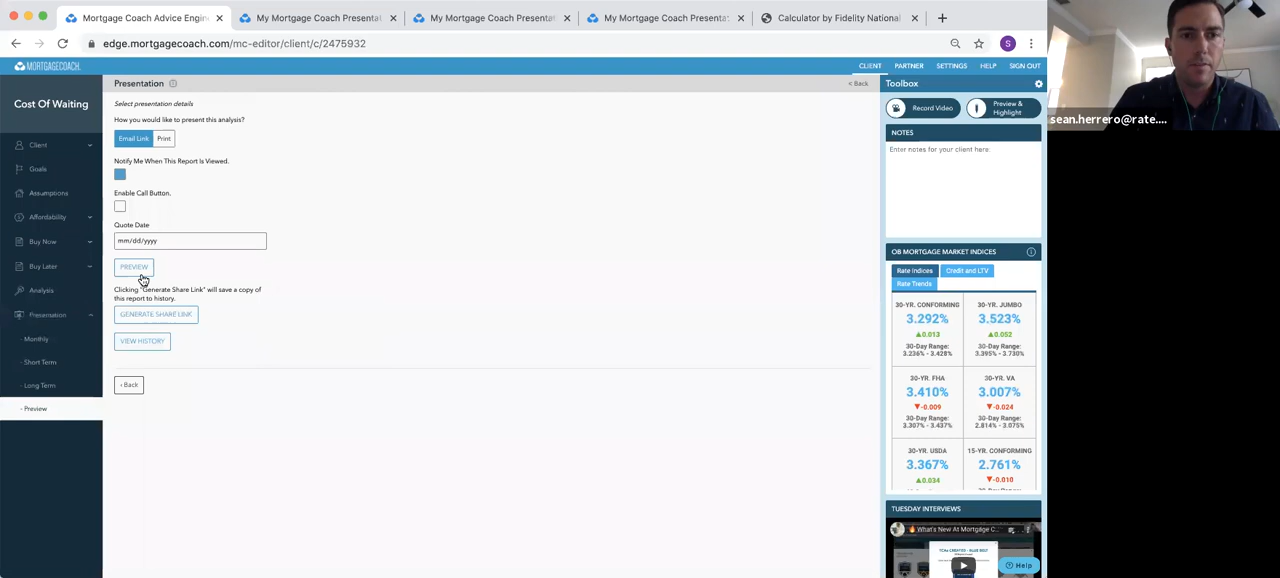 Mortgage Coach Advice Engin
My Mortgage Coach Presentat
My Mortgage Coach Presentat
My Mortgage Coach Presentat
Calculator by Fidelity National
edge.mortgagecoach.com/mc-editor/client/c/2475932
S
MORTGAGECOACH
CLIENT
PARTNER
SETTINGS
HELP
SIGN OUT
Cost Of Waiting
Client
Goals
Assumptions
Affordability
Buy Now
Buy Later
Analysis
Presentation
- Monthly
- Short Term
- Long Term
- Preview
Presentation
< Back
Select presentation details
How you would like to present this analysis?
Email Link
Print
Notify Me When This Report Is Viewed.
Enable Call Button.
Quote Date
mm/dd/yyyy
PREVIEW
Clicking "Generate Share Link" will save a copy of
this report to history.
GENERATE SHARE LINK
VIEW HISTORY
‹ Back
Toolbox
Record Video
Preview &
Highlight
NOTES
Enter notes for your client here.
OB MORTGAGE MARKET INDICES
Rate Indices
Credit and LTV
Rate Trends
30-YR. CONFORMING
3.292%
▲0.013
30-Day Range:
3.236% - 3.428%
30-YR. JUMBO
3.523%
▲0.052
30-Day Range:
3.395% - 3.730%
30-YR. FHA
3.410%
▼-0.009
30-Day Range:
3.307% - 3.437%
30-YR. VA
3.007%
▼-0.024
30-Day Range:
2.814% - 3.075%
30-YR. USDA
3.367%
▲0.034
15-YR. CONFORMING
2.761%
▼-0.010
TUESDAY INTERVIEWS
What's New At Mortgage C...
TCAs CREATED - BLUE BELT
Help
sean.herrero@rate....